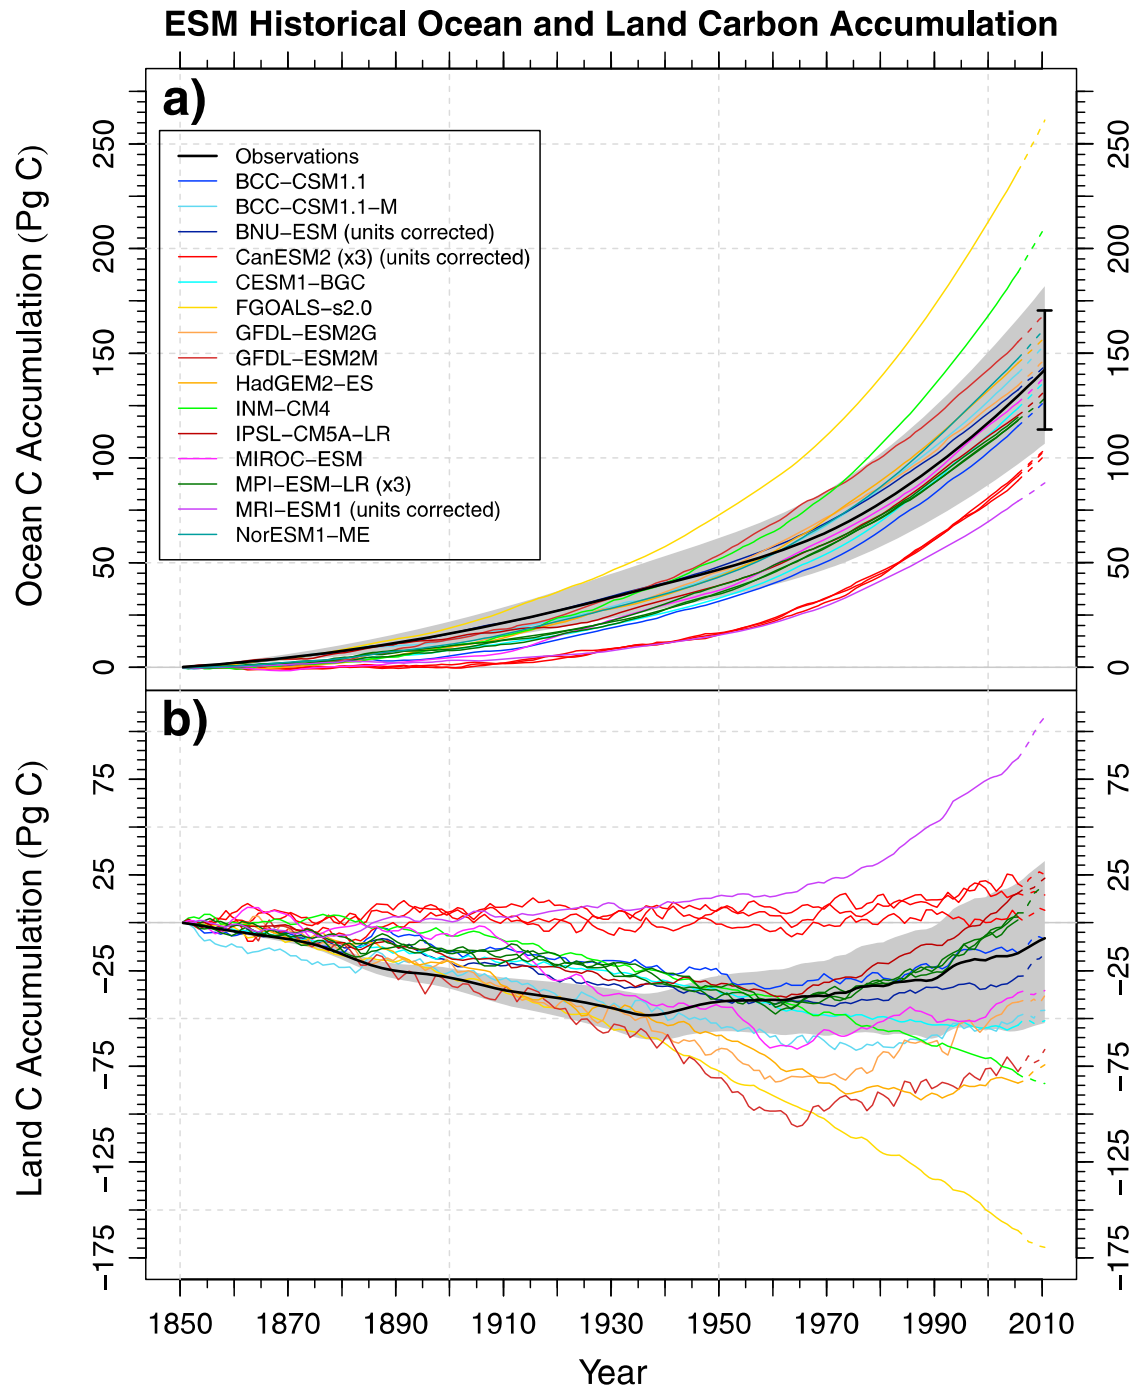 ESM Historical Ocean and Land Carbon Accumulation
a)
Ocean C Accumulation (Pg C)
250
200
150
100
50
0
Observations
BCC−CSM1.1
BCC−CSM1.1−M
BNU−ESM (units corrected)
CanESM2 (x3) (units corrected)
CESM1−BGC
FGOALS−s2.0
GFDL−ESM2G
GFDL−ESM2M
HadGEM2−ES
INM−CM4
IPSL−CM5A−LR
MIROC−ESM
MPI−ESM−LR (x3)
MRI−ESM1 (units corrected)
NorESM1−ME
250
200
150
100
50
0
b)
Land C Accumulation (Pg C)
75
25
−25
−75
−125
−175
75
25
−25
−75
−125
−175
1850 1870 1890 1910 1930 1950 1970 1990 2010
Year